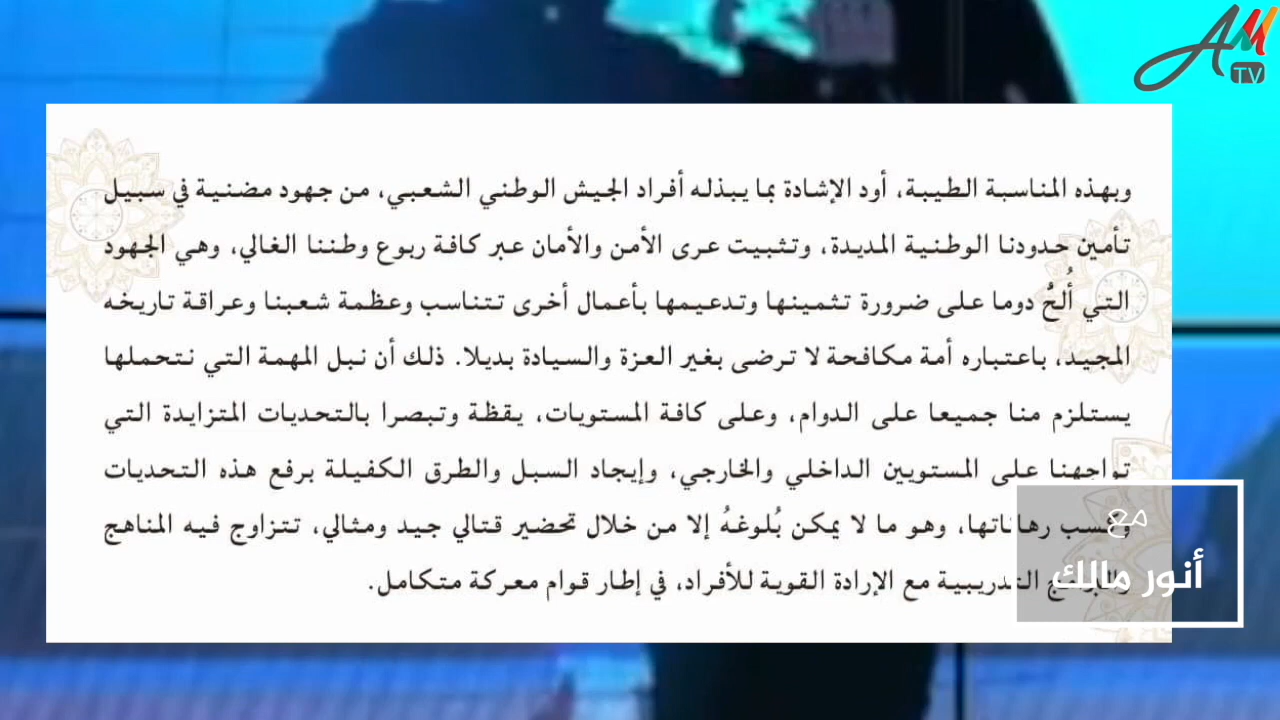 AM
TV
وبهذه المناسبة الطيبة، أود الإشادة بما يبذله أفراد الجيش الوطني الشعبي، من جهود مضنية في سبيل
تأمين حدودنا الوطنية المديدة، وتثبيت عرى الأمن والأمان عبر كافة ربوع وطننا الغالي، وهي الجهود
التي أُلحُّ دوما على ضرورة تثمينها وتدعيمها بأعمال أخرى تتناسب وعظمة شعبنا وعراقة تاريخه
المجيد، باعتباره أمة مكافحة لا ترضى بغير العزة والسيادة بديلا. ذلك أن نبل المهمة التي نتحملها
يستلزم منا جميعا على الدوام، وعلى كافة المستويات، يقظة وتبصرا بالتحديات المتزايدة التي
تواجهنا على المستويين الداخلي والخارجي، وإيجاد السبل والطرق الكفيلة برفع هذه التحديات
وكسب رهاناتها، وهو ما لا يمكن بُلوغهُ إلا من خلال تحضير قتالي جيد ومثالي، تتزاوج فيه المناهج
والبرامج التدريبية مع الإرادة القوية للأفراد، في إطار قوام معركة متكامل.
مع
أنور مالك